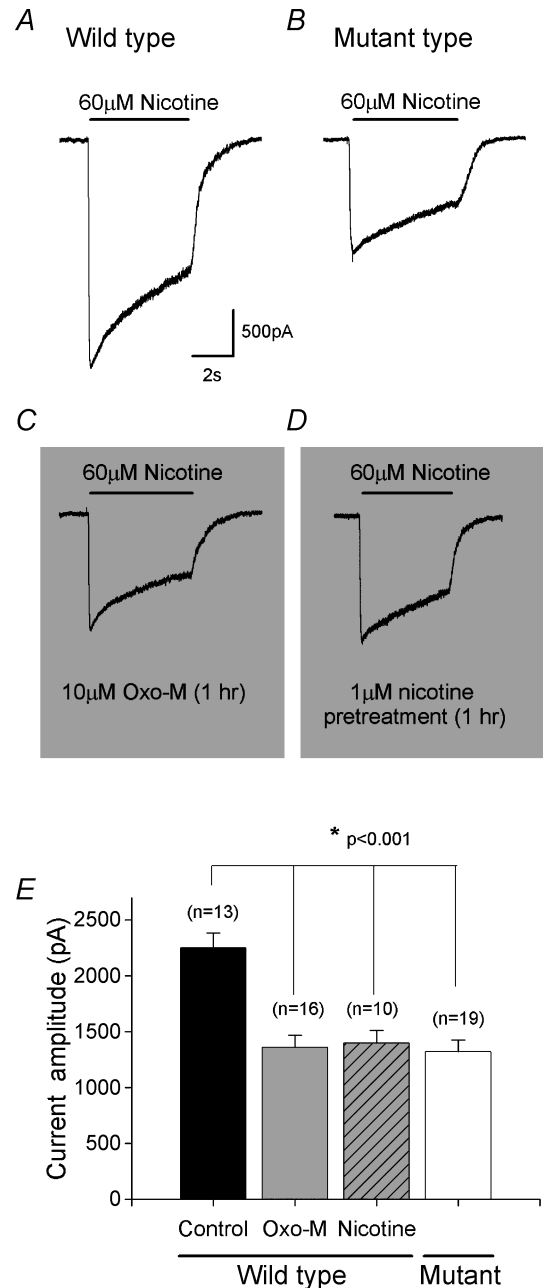 A
Wild type
B
Mutant type
60µM Nicotine
60µM Nicotine
500pA
2s
C
D
60µM Nicotine
60µM Nicotine
10µM Oxo-M (1 hr)
1µM nicotine
pretreatment (1 hr)
* p<0.001
E
(n=13)
(n=16)
(n=10)
(n=19)
Current amplitude (pA)
2500
2000
1500
1000
500
0
Control Oxo-M Nicotine
Wild type
Mutant